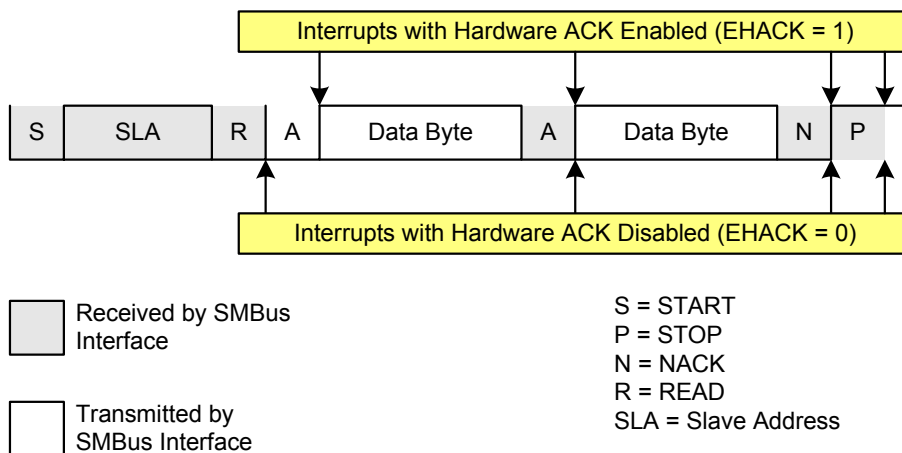 Interrupts with Hardware ACK Enabled (EHACK = 1)
S SLA R A Data Byte A Data Byte N P
Interrupts with Hardware ACK Disabled (EHACK = 0)
Received by SMBus
Interface
Transmitted by
SMBus Interface
S = START
P = STOP
N = NACK
R = READ
SLA = Slave Address